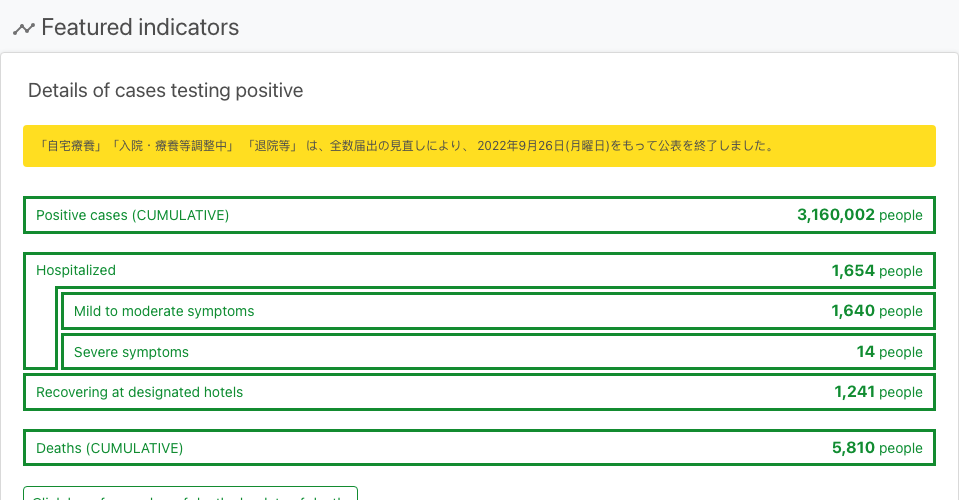 Featured indicators
Details of cases testing positive
「自宅療養」「入院・療養等調整中」 「退院等」 は、全数届出の見直しにより、 2022年9月26日(月曜日)をもって公表を終了しました。
Positive cases (CUMULATIVE) 3,160,002 people
Hospitalized 1,654 people
Mild to moderate symptoms 1,640 people
Severe symptoms 14 people
Recovering at designated hotels 1,241 people
Deaths (CUMULATIVE) 5,810 people